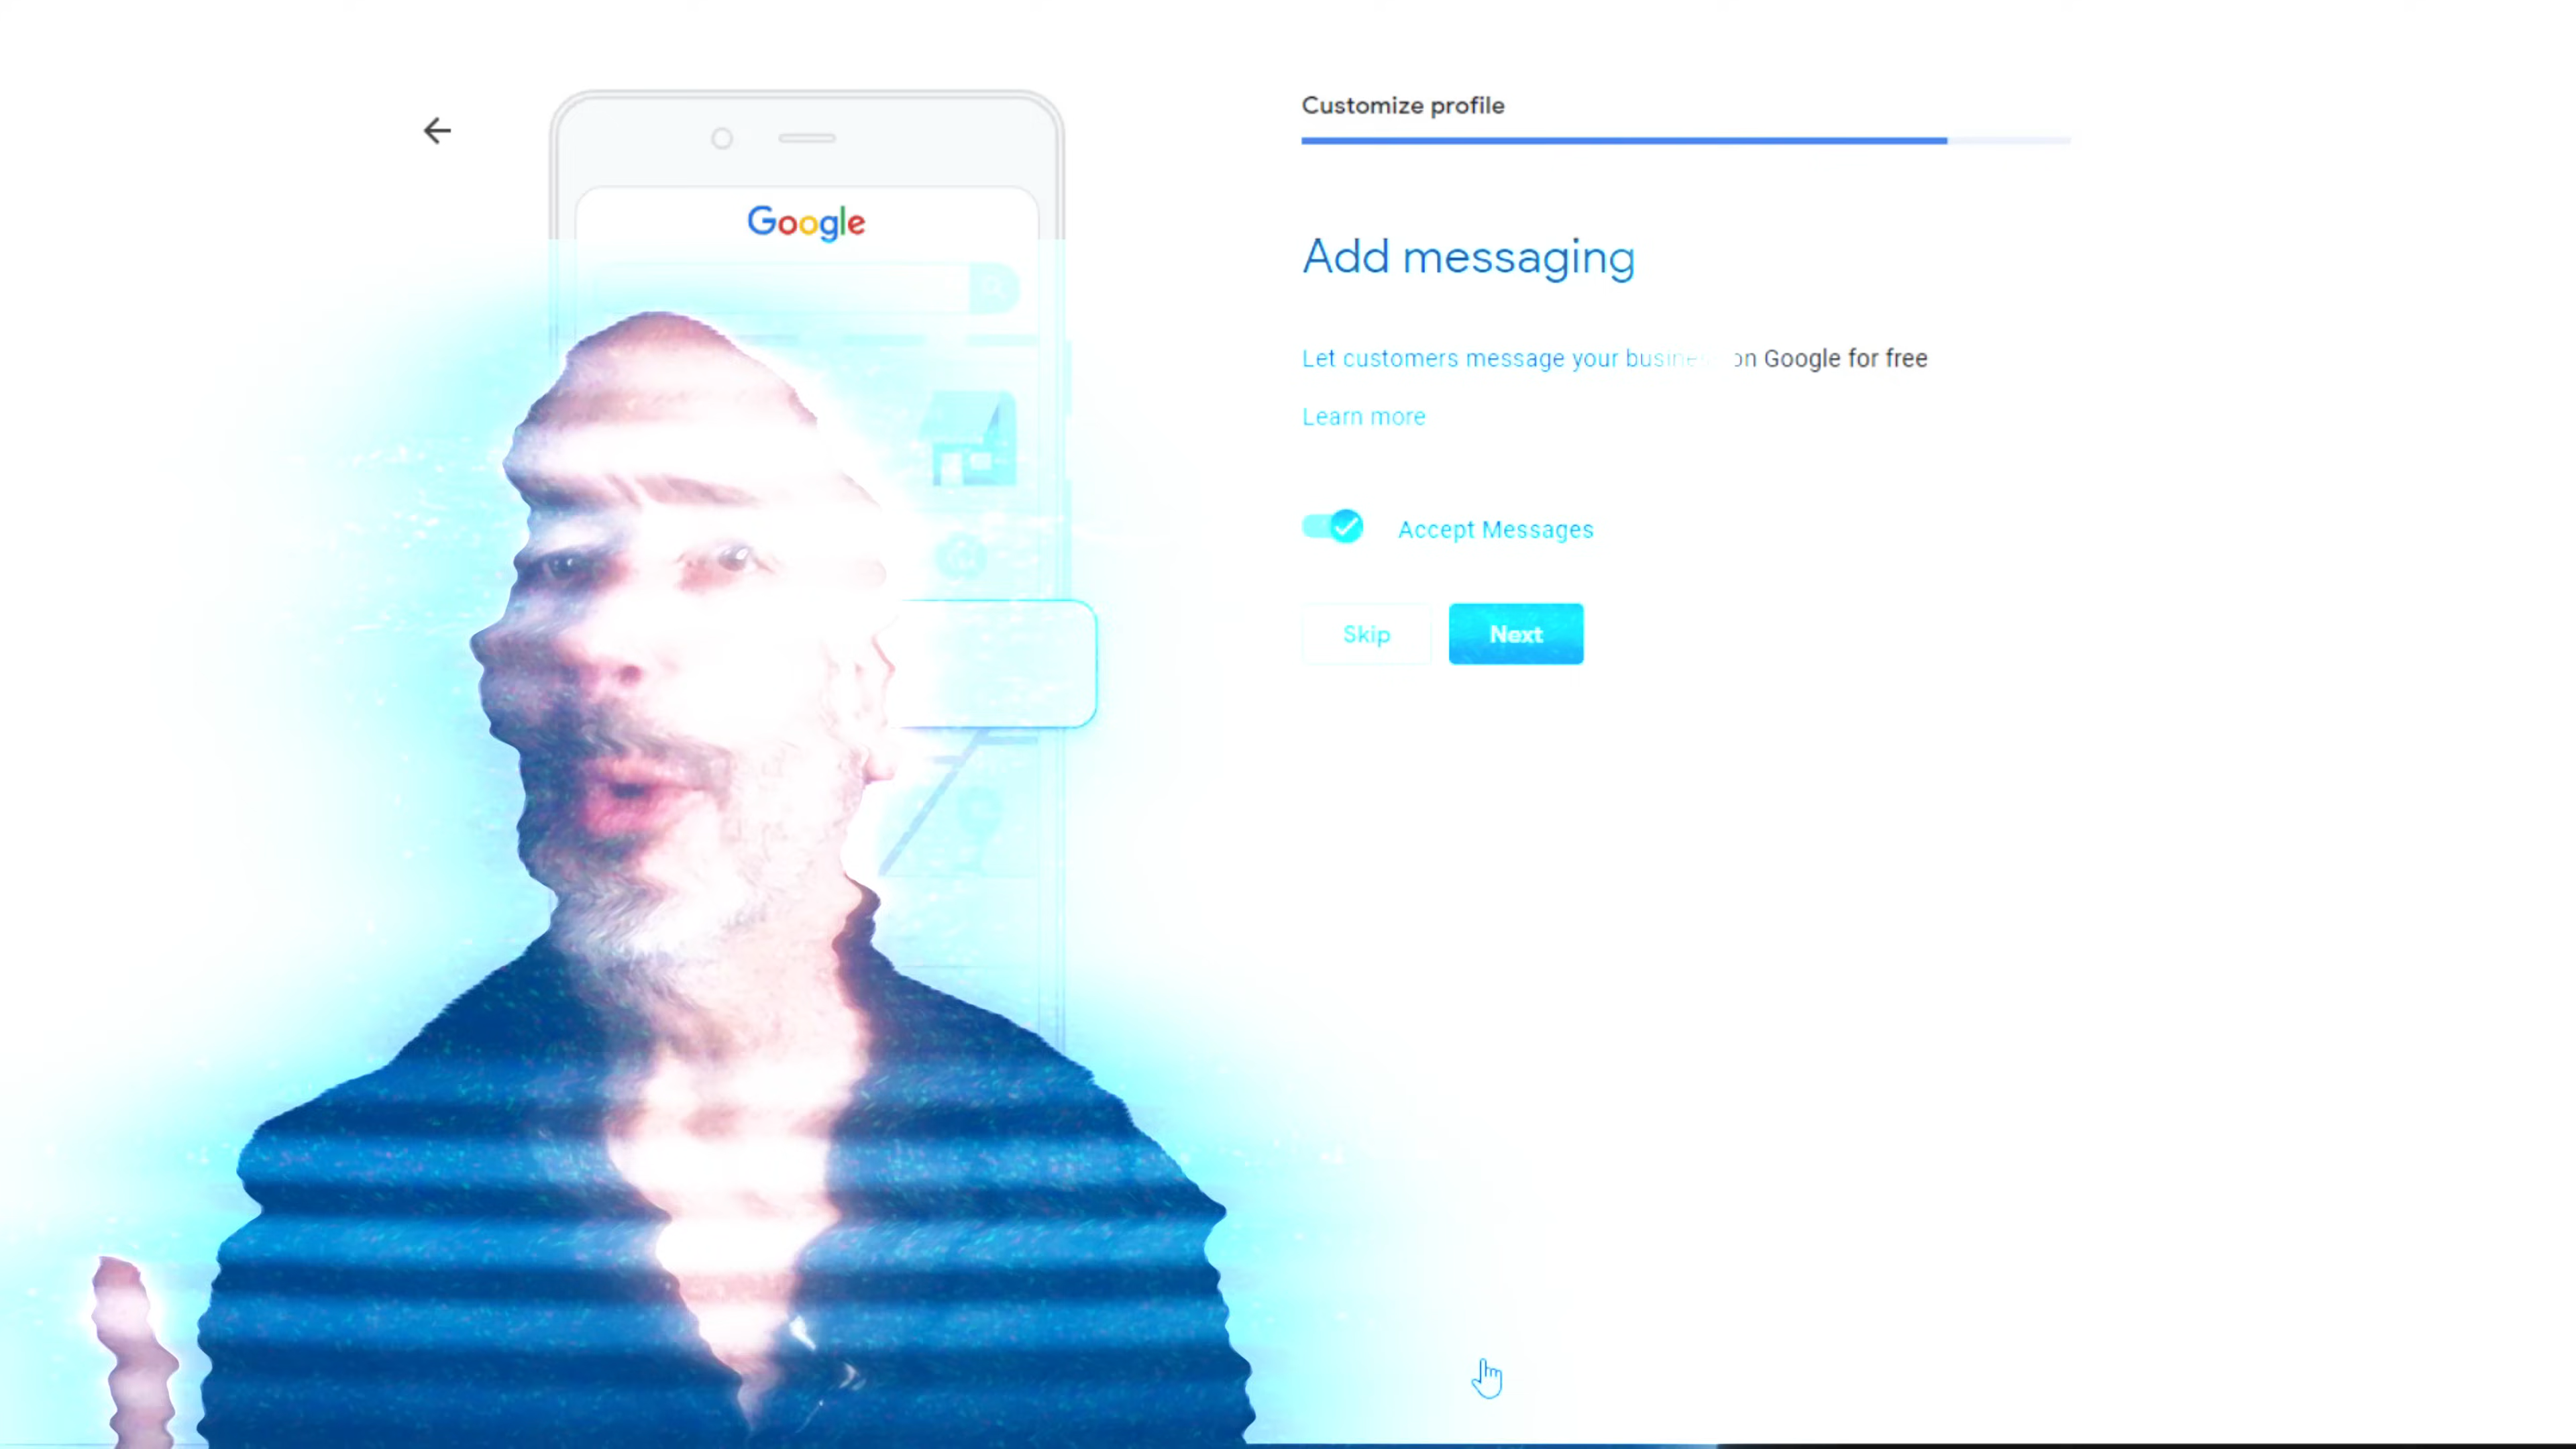 Customize profile
Google
Add messaging
Let customers message your business on Google for free
Learn more
Accept Messages
Skip
Next